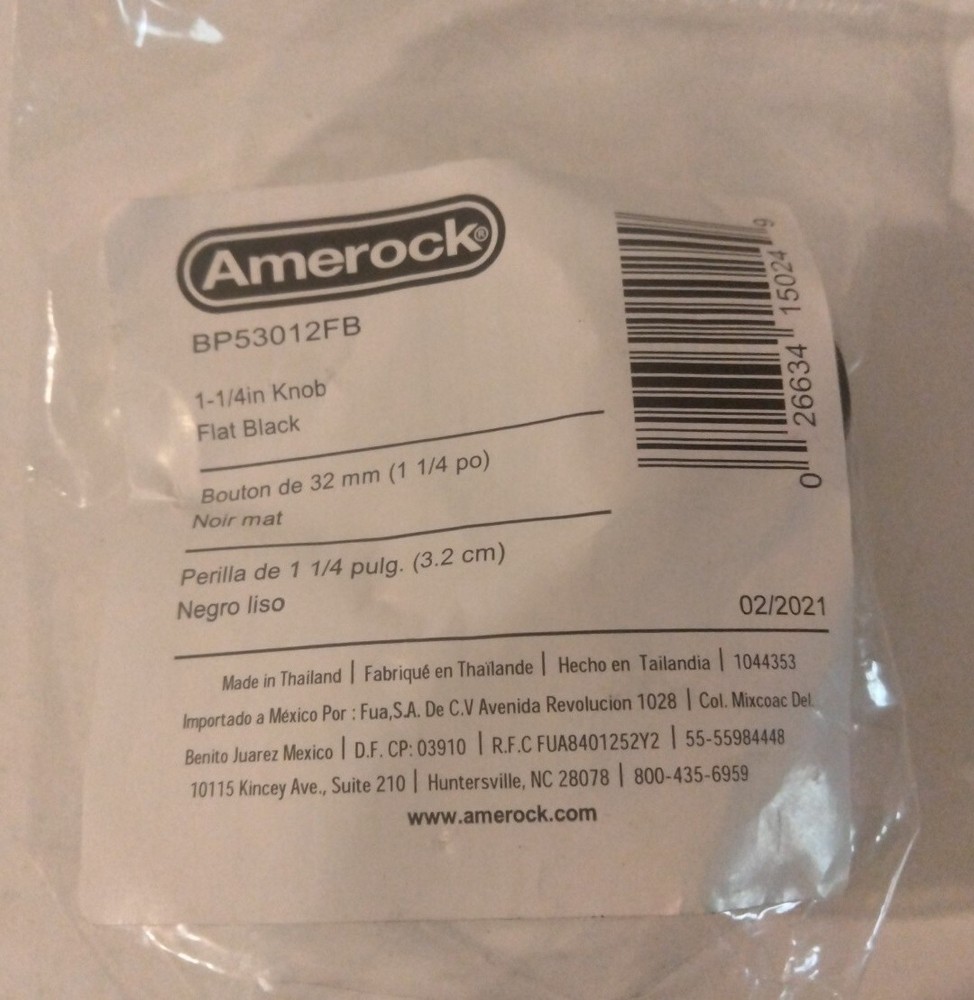 Amerock®
BP53012FB
1-1/4in Knob
Flat Black
Bouton de 32 mm (1 1/4 po)
Noir mat
Perilla de 1 1/4 pulg. (3.2 cm)
Negro liso
0 26634 15024 9
02/2021
Made in Thailand | Fabriqué en Thaïlande | Hecho en Tailandia | 1044353
Importado a México Por : Fua,S.A. De C.V Avenida Revolucion 1028 | Col. Mixcoac Del.
Benito Juarez Mexico | D.F. CP: 03910 | R.F.C FUA8401252Y2 | 55-55984448
10115 Kincey Ave., Suite 210 | Huntersville, NC 28078 | 800-435-6959
www.amerock.com